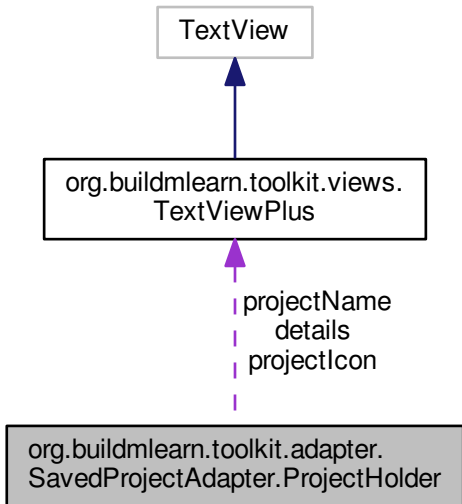 TextView
org.buildmlearn.toolkit.views.
TextViewPlus
projectName
details
projectIcon
org.buildmlearn.toolkit.adapter.
SavedProjectAdapter.ProjectHolder